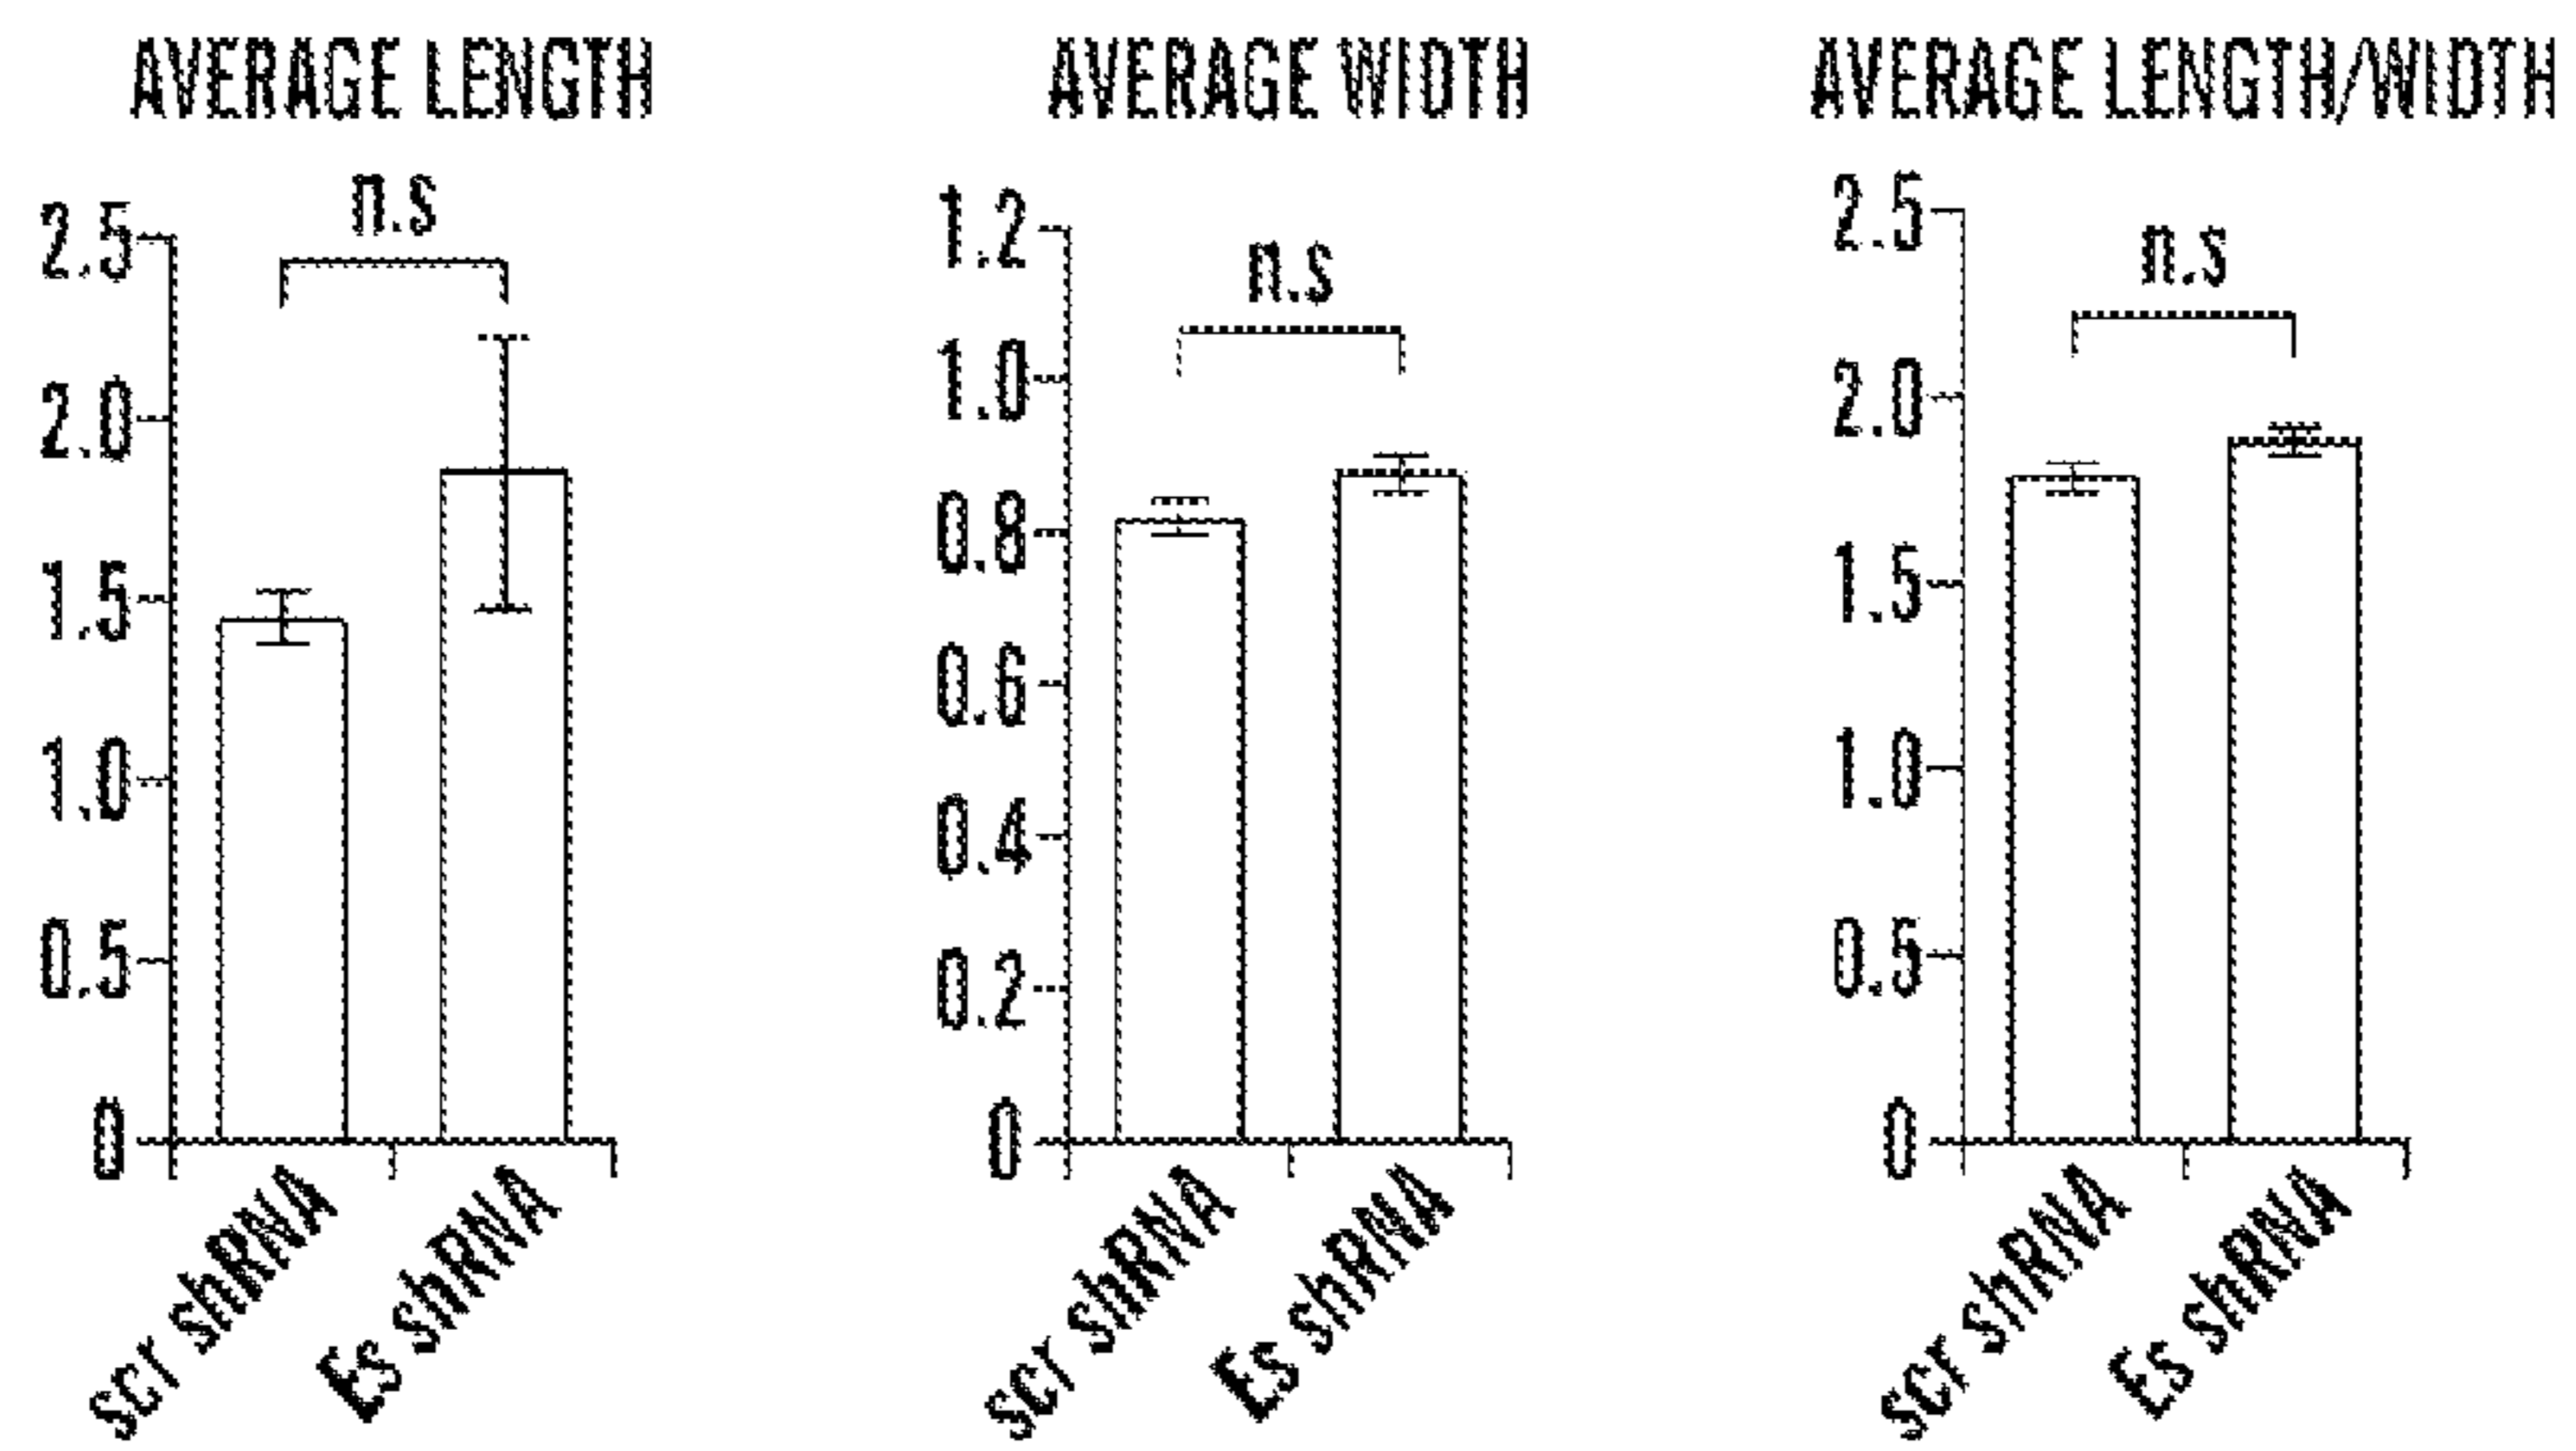 AVERAGE LENGTH
n.s
2.5
2.0
1.5
1.0
0.5
0
scr shRNA
Es shRNA
AVERAGE WIDTH
n.s
1.2
1.0
0.8
0.6
0.4
0.2
0
scr shRNA
Es shRNA
AVERAGE LENGTH/WIDTH
n.s
2.5
2.0
1.5
1.0
0.5
0
scr shRNA
Es shRNA